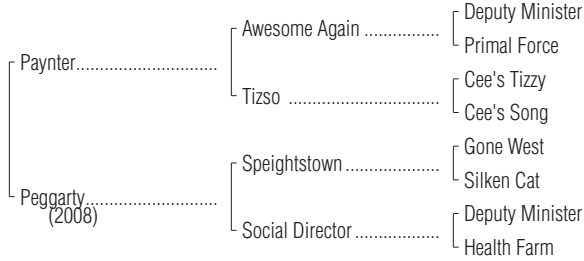 Deputy Minister
Awesome Again ................
Primal Force
Paynter..............................
Cee's Tizzy
Tizso ................................
Cee's Song
Gone West
Speightstown....................
Silken Cat
Peggarty............................
(2008)
Deputy Minister
Social Director ..................
Health Farm